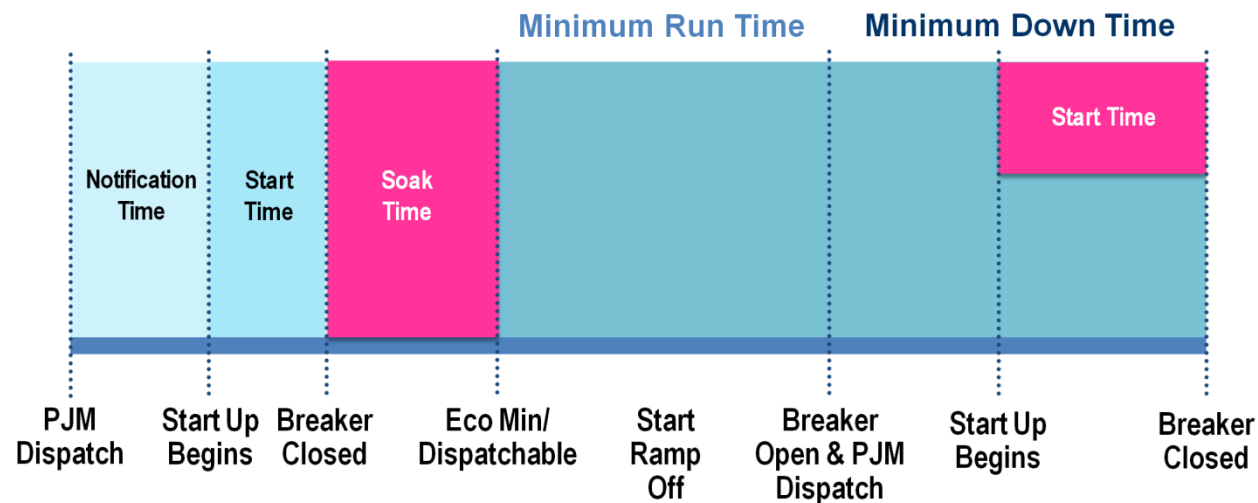 Minimum Run Time
Minimum Down Time
Notification
Time
Start
Time
Soak
Time
Start Time
PJM
Dispatch
Start Up
Begins
Breaker
Closed
Eco Min/
Dispatchable
Start
Ramp
Off
Breaker
Open & PJM
Dispatch
Start Up
Begins
Breaker
Closed